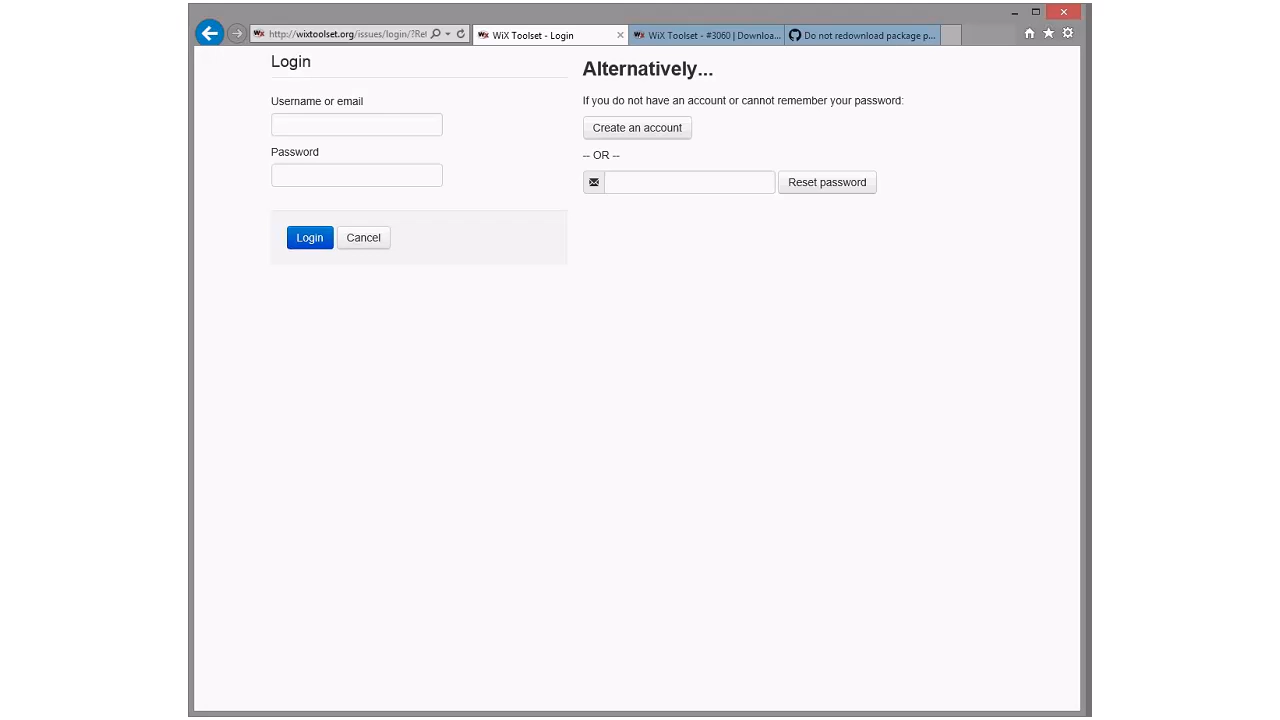 http://wixtoolset.org/issues/login/?Re
WiX Toolset - Login
WiX Toolset - #3060 | Downloa...
Do not redownload package p...
Login
Username or email
Password
Login
Cancel
Alternatively...
If you do not have an account or cannot remember your password:
Create an account
-- OR --
Reset password